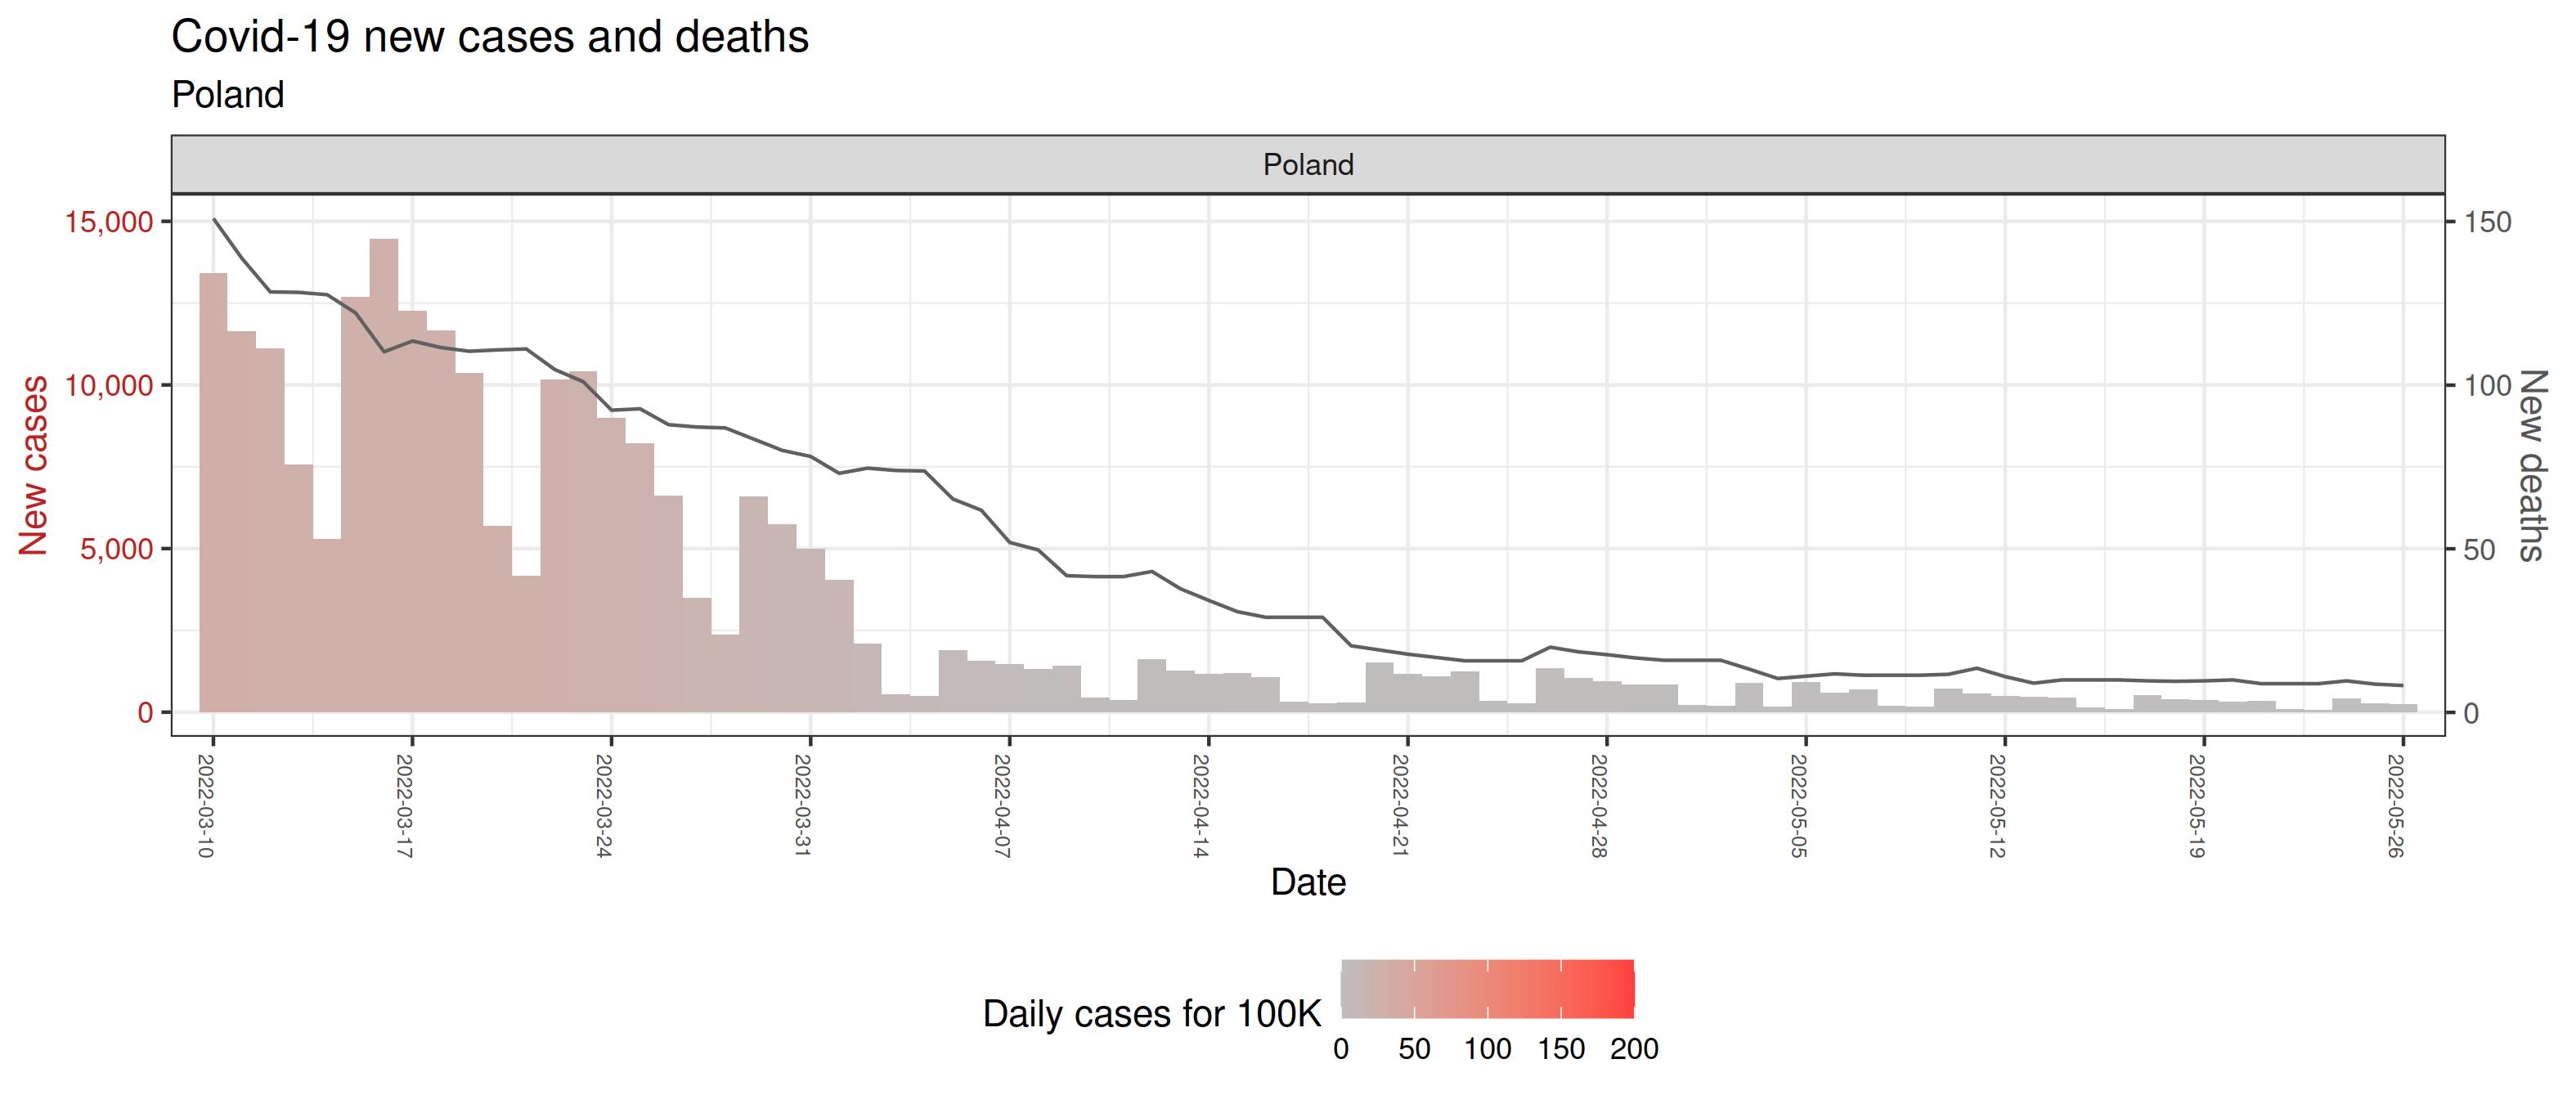 Covid-19 new cases and deaths
Poland
Poland
New cases
15,000
10,000
5,000
0
150
100
50
0
New deaths
2022-03-10
2022-03-17
2022-03-24
2022-03-31
2022-04-07
2022-04-14
2022-04-21
2022-04-28
2022-05-05
2022-05-12
2022-05-19
2022-05-26
Date
Daily cases for 100K
0 50 100 150 200